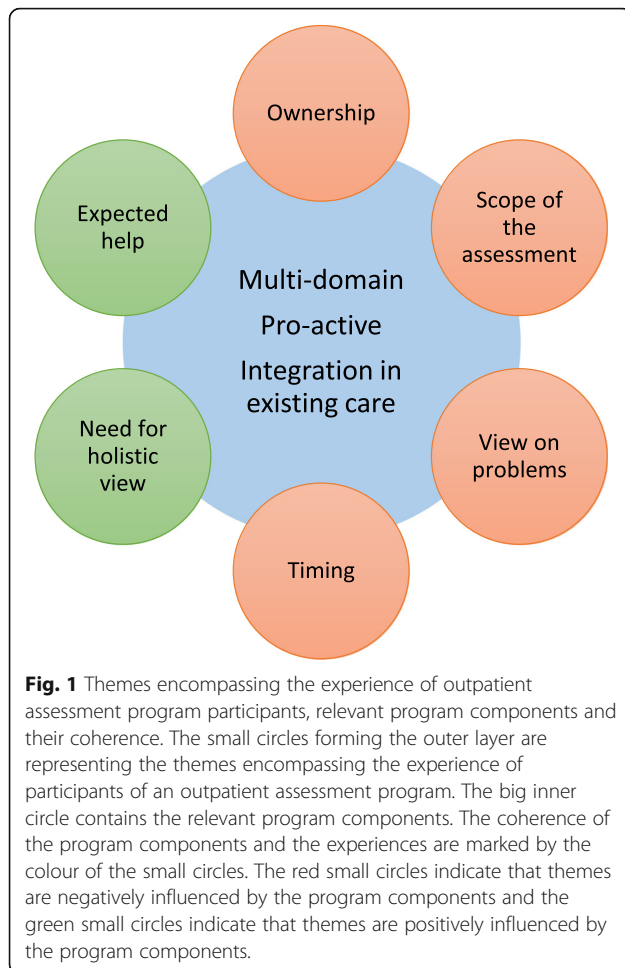 Ownership
Expected
help
Scope of
the
assessment
Multi-domain
Pro-active
Integration in
existing care
Need for
holistic
view
View on
problems
Timing
Fig. 1 Themes encompassing the experience of outpatient
assessment program participants, relevant program components and
their coherence. The small circles forming the outer layer are
representing the themes encompassing the experience of
participants of an outpatient assessment program. The big inner
circle contains the relevant program components. The coherence of
the program components and the experiences are marked by the
colour of the small circles. The red small circles indicate that themes
are negatively influenced by the program components and the
green small circles indicate that themes are positively influenced by
the program components.